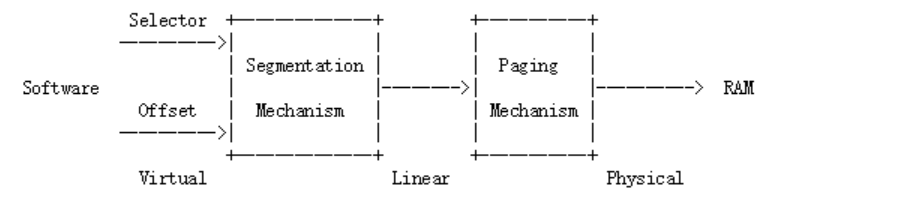 Selector
Segmentation Paging
Software RAM
Offset Mechanism Mechanism
Virtual Linear Physical